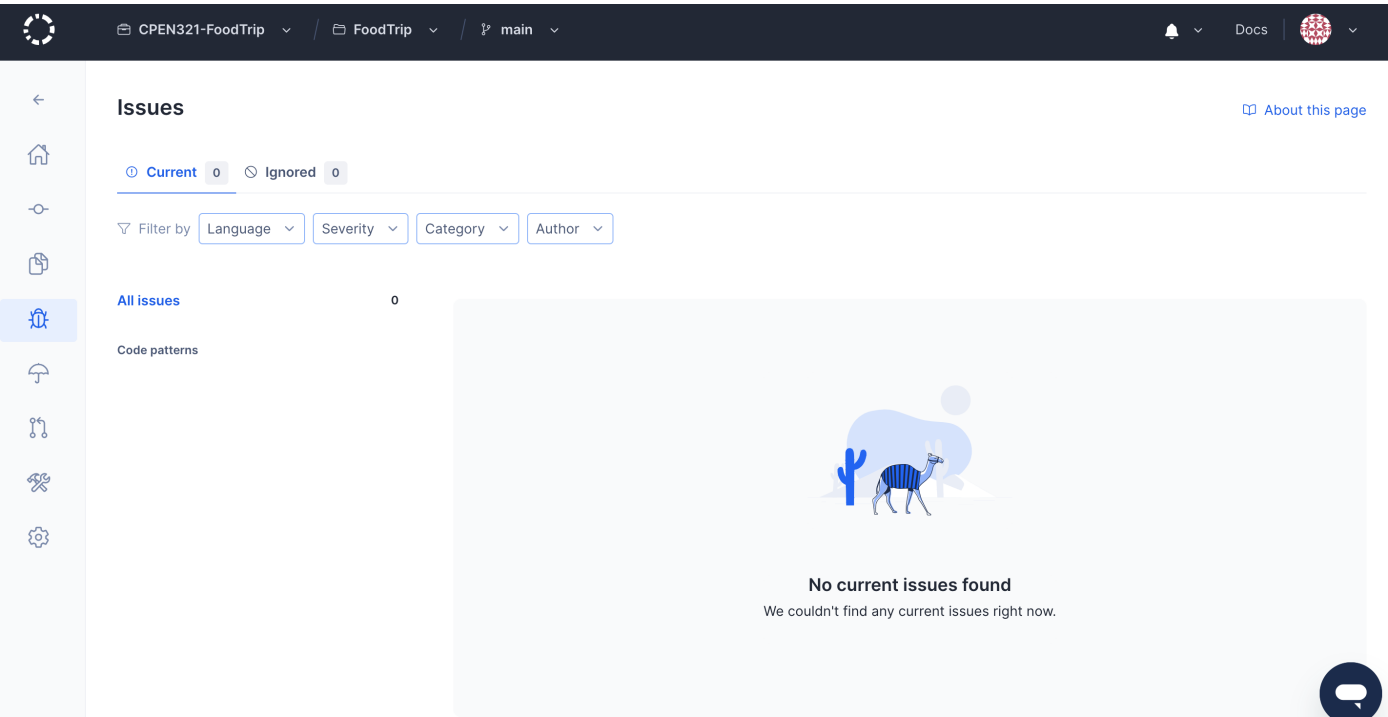 CPEN321-FoodTrip FoodTrip main Docs
Issues
About this page
Current 0 Ignored 0
Filter by Language Severity Category Author
All issues 0
Code patterns
No current issues found
We couldn't find any current issues right now.